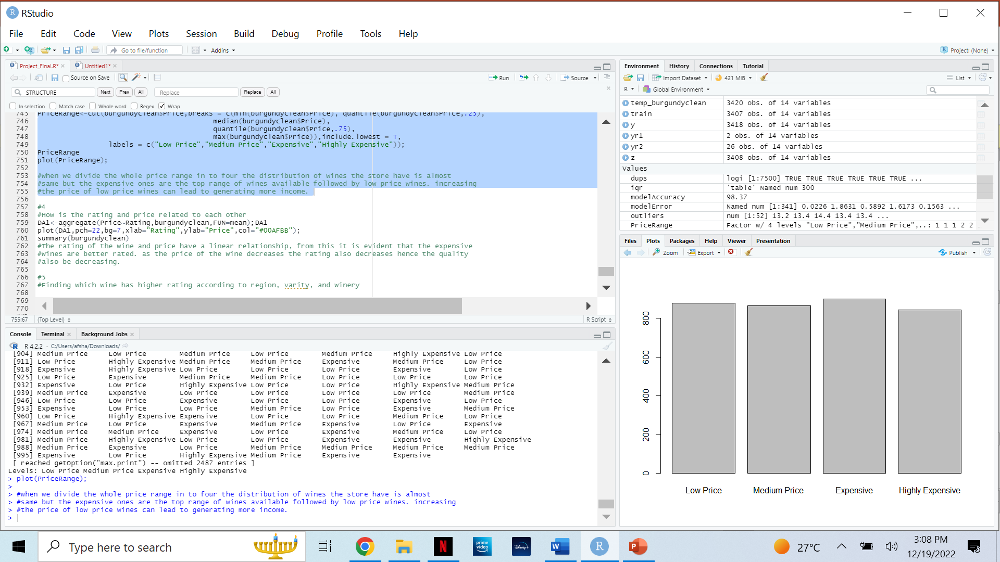 RStudio
File Edit Code View Plots Session Build Debug Profile Tools Help
Go to file/function Addins Project: (None)
Project_Final.R* Untitled1*
Source on Save Run Source
STRUCTURE Next Prev All Replace Replace All
In selection Match case Whole word Regex Wrap
745 PriceRange<-cut(burgundyclean$Price,breaks = c(min(burgundyclean$Price), quantile(burgundyclean$Price,.25),
746 median(burgundyclean$Price),
747 quantile(burgundyclean$Price,.75),
748 max(burgundyclean$Price)),include.lowest = T,
749 labels = c("Low Price","Medium Price","Expensive","Highly Expensive"));
750 PriceRange
751 plot(PriceRange);
752
753 #when we divide the whole price range in to four the distribution of wines the store have is almost
754 #same but the expensive ones are the top range of wines available followed by low price wines. increasing
755 #the price of low price wines can lead to generating more income.
756
757 #4
758 #How is the rating and price related to each other
759 DA1<-aggregate(Price~Rating,burgundyclean,FUN=mean);DA1
760 plot(DA1,pch=22,bg=7,xlab="Rating",ylab="Price",col="#00AFBB");
761 summary(burgundyclean)
762 #The rating of the wine and price have a linear relationship, from this it is evident that the expensive
763 #wines are better rated. as the price of the wine decreases the rating also decreases hence the quality
764 #also be decreasing.
765
766 #5
767 #Finding which wine has higher rating according to region, varity, and winery
768
769
770
755:67 (Top Level) R Script
Console Terminal Background Jobs
R 4.2.2 · C:/Users/afsha/Downloads/
[904] Medium Price Low Price Medium Price Low Price Medium Price Highly Expensive Low Price
[911] Low Price Highly Expensive Medium Price Medium Price Expensive Medium Price Low Price
[918] Expensive Highly Expensive Low Price Low Price Low Price Expensive Low Price
[925] Low Price Expensive Medium Price Medium Price Low Price Low Price Low Price
[932] Expensive Low Price Highly Expensive Low Price Low Price Highly Expensive Medium Price
[939] Medium Price Expensive Low Price Low Price Low Price Low Price Medium Price
[946] Low Price Low Price Expensive Low Price Low Price Expensive Low Price
[953] Expensive Low Price Low Price Medium Price Low Price Expensive Medium Price
[960] Low Price Highly Expensive Expensive Low Price Low Price Medium Price Low Price
[967] Medium Price Low Price Expensive Medium Price Expensive Low Price Expensive
[974] Medium Price Medium Price Expensive Low Price Expensive Medium Price Low Price
[981] Medium Price Highly Expensive Low Price Low Price Expensive Expensive Highly Expensive
[988] Medium Price Expensive Low Price Medium Price Medium Price Medium Price Medium Price
[995] Expensive Low Price Highly Expensive Medium Price Expensive Expensive
[ reached getOption("max.print") -- omitted 2487 entries ]
Levels: Low Price Medium Price Expensive Highly Expensive
> plot(PriceRange);
>
> #when we divide the whole price range in to four the distribution of wines the store have is almost
> #same but the expensive ones are the top range of wines available followed by low price wines. increasing
> #the price of low price wines can lead to generating more income.
>
Environment History Connections Tutorial
Import Dataset 421 MiB List
R Global Environment
temp_burgundyclean 3420 obs. of 14 variables
train 3407 obs. of 14 variables
y 3418 obs. of 14 variables
yr1 2 obs. of 14 variables
yr2 26 obs. of 14 variables
z 3408 obs. of 14 variables
Values
dups logi [1:7500] TRUE TRUE TRUE TRUE TRUE TRUE ...
iqr 'table' Named num 300
modelAccuracy 98.37
modelError Named num [1:341] 0.0226 1.8631 0.5892 1.6173 0.1563 ...
outliers num [1:52] 13.2 13.4 14.4 13.4 13.4 ...
PriceRange Factor w/ 4 levels "Low Price","Medium Price",..: 1 1 1 2 2
Files Plots Packages Help Viewer Presentation
Zoom Export Publish
800
600
400
200
0
Low Price Medium Price Expensive Highly Expensive
Type here to search N prime video Disney+ W R P 27°C 3:08 PM
12/19/2022